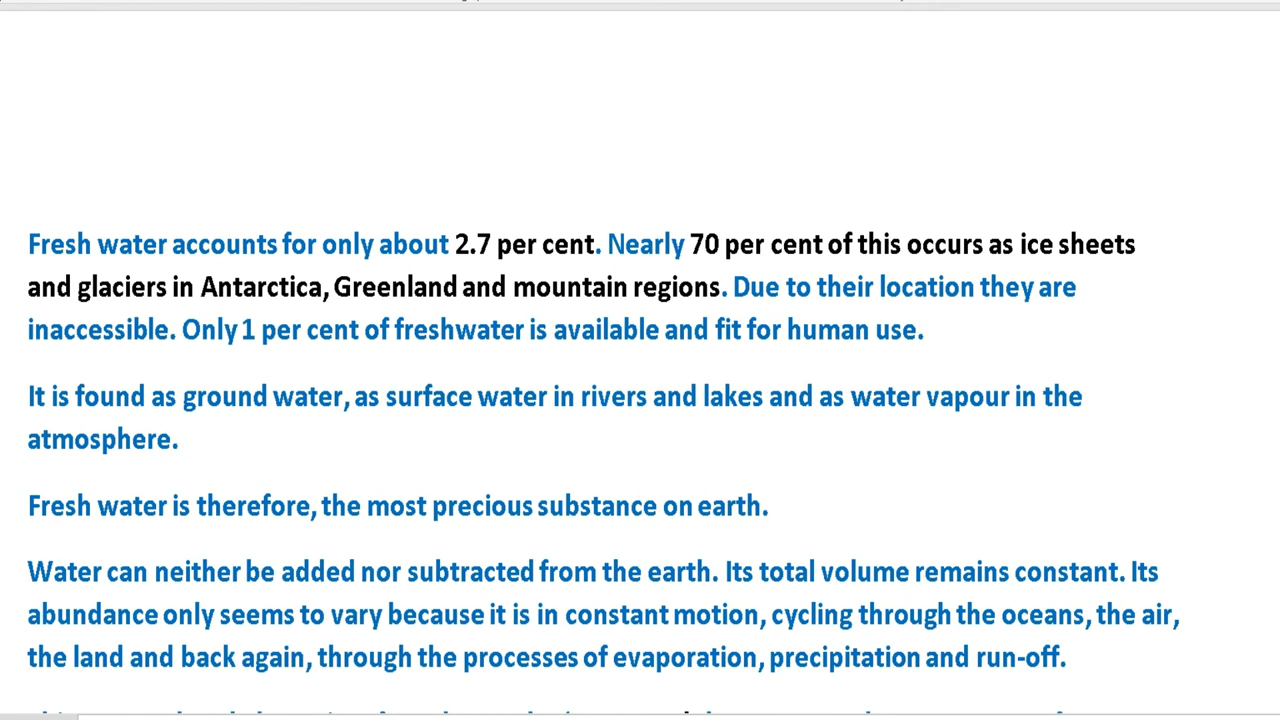 Fresh water accounts for only about 2.7 per cent. Nearly 70 per cent of this occurs as ice sheets
and glaciers in Antarctica, Greenland and mountain regions. Due to their location they are
inaccessible. Only 1 per cent of freshwater is available and fit for human use.
It is found as ground water, as surface water in rivers and lakes and as water vapour in the
atmosphere.
Fresh water is therefore, the most precious substance on earth.
Water can neither be added nor subtracted from the earth. Its total volume remains constant. Its
abundance only seems to vary because it is in constant motion, cycling through the oceans, the air,
the land and back again, through the processes of evaporation, precipitation and run-off.